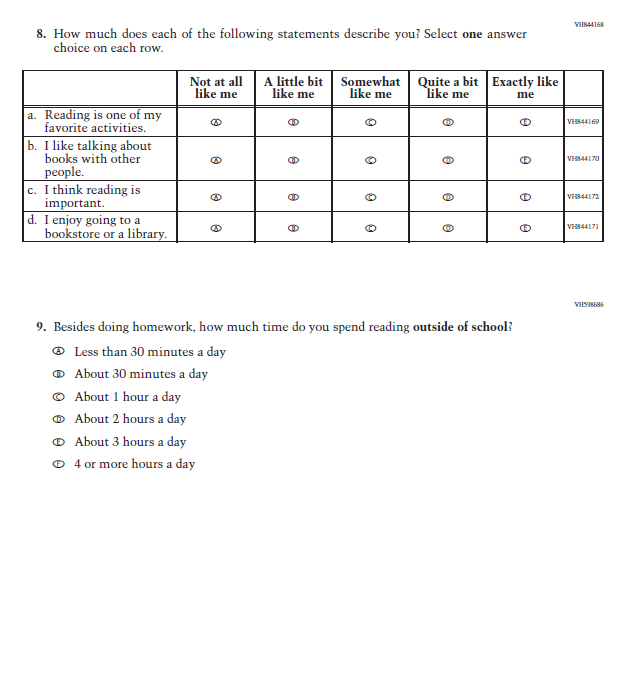 VH844168
8. How much does each of the following statements describe you? Select one answer
choice on each row.
Not at all like me A little bit like me Somewhat like me Quite a bit like me Exactly like me
a. Reading is one of my
favorite activities. Ⓐ Ⓑ Ⓒ Ⓓ Ⓔ VH844169
b. I like talking about
books with other
people. Ⓐ Ⓑ Ⓒ Ⓓ Ⓔ VH844170
c. I think reading is
important. Ⓐ Ⓑ Ⓒ Ⓓ Ⓔ VH844172
d. I enjoy going to a
bookstore or a library. Ⓐ Ⓑ Ⓒ Ⓓ Ⓔ VH844171
VH598686
9. Besides doing homework, how much time do you spend reading outside of school?
Ⓐ Less than 30 minutes a day
Ⓑ About 30 minutes a day
Ⓒ About 1 hour a day
Ⓓ About 2 hours a day
Ⓔ About 3 hours a day
Ⓕ 4 or more hours a day